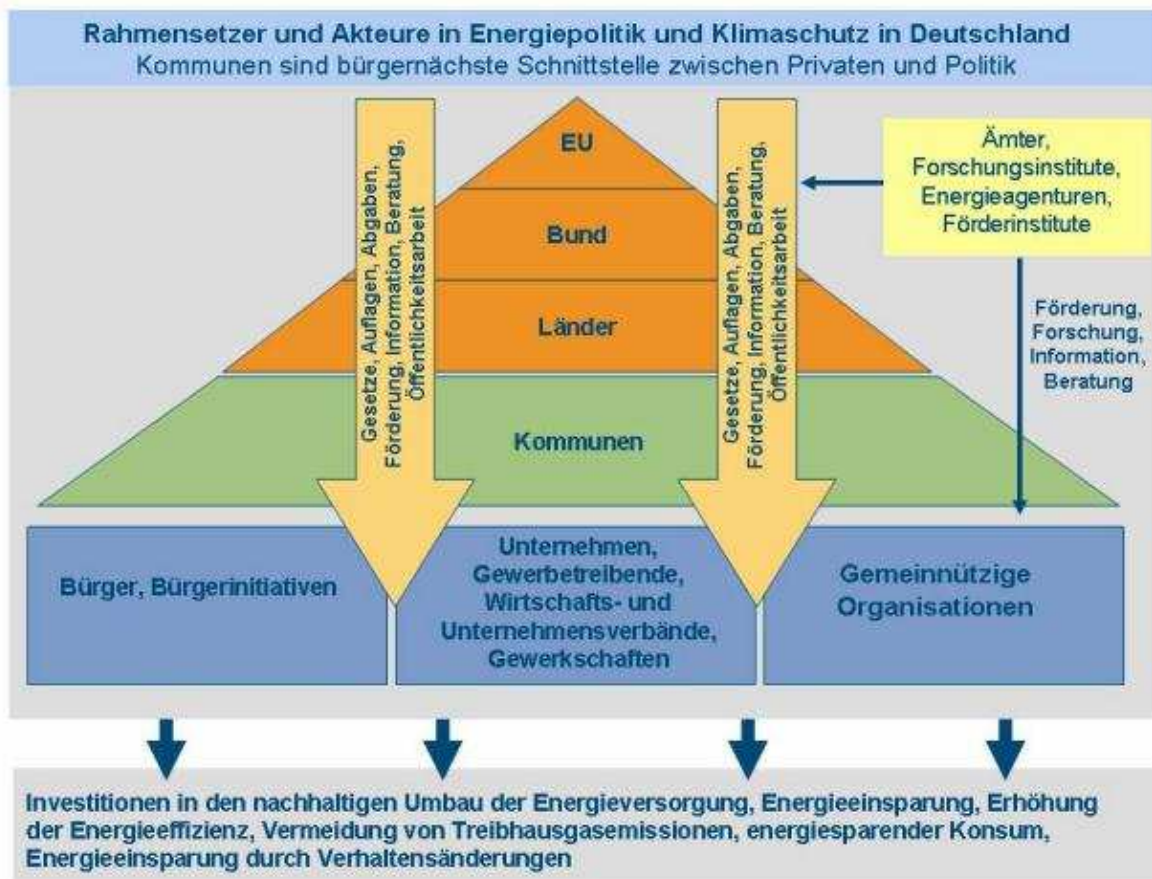 Rahmensetzer und Akteure in Energiepolitik und Klimaschutz in Deutschland
Kommunen sind bürgernächste Schnittstelle zwischen Privaten und Politik
EU
Bund
Länder
Kommunen
Gesetze, Auflagen, Abgaben,
Förderung, Information, Beratung,
Öffentlichkeitsarbeit
Gesetze, Auflagen, Abgaben,
Förderung, Information, Beratung,
Öffentlichkeitsarbeit
Ämter,
Forschungsinstitute,
Energieagenturen,
Förderinstitute
Förderung,
Forschung,
Information,
Beratung
Bürger, Bürgerinitiativen
Unternehmen,
Gewerbetreibende,
Wirtschafts- und
Unternehmensverbände,
Gewerkschaften
Gemeinnützige
Organisationen
Investitionen in den nachhaltigen Umbau der Energieversorgung, Energieeinsparung, Erhöhung
der Energieeffizienz, Vermeidung von Treibhausgasemissionen, energiesparender Konsum,
Energieeinsparung durch Verhaltensänderungen